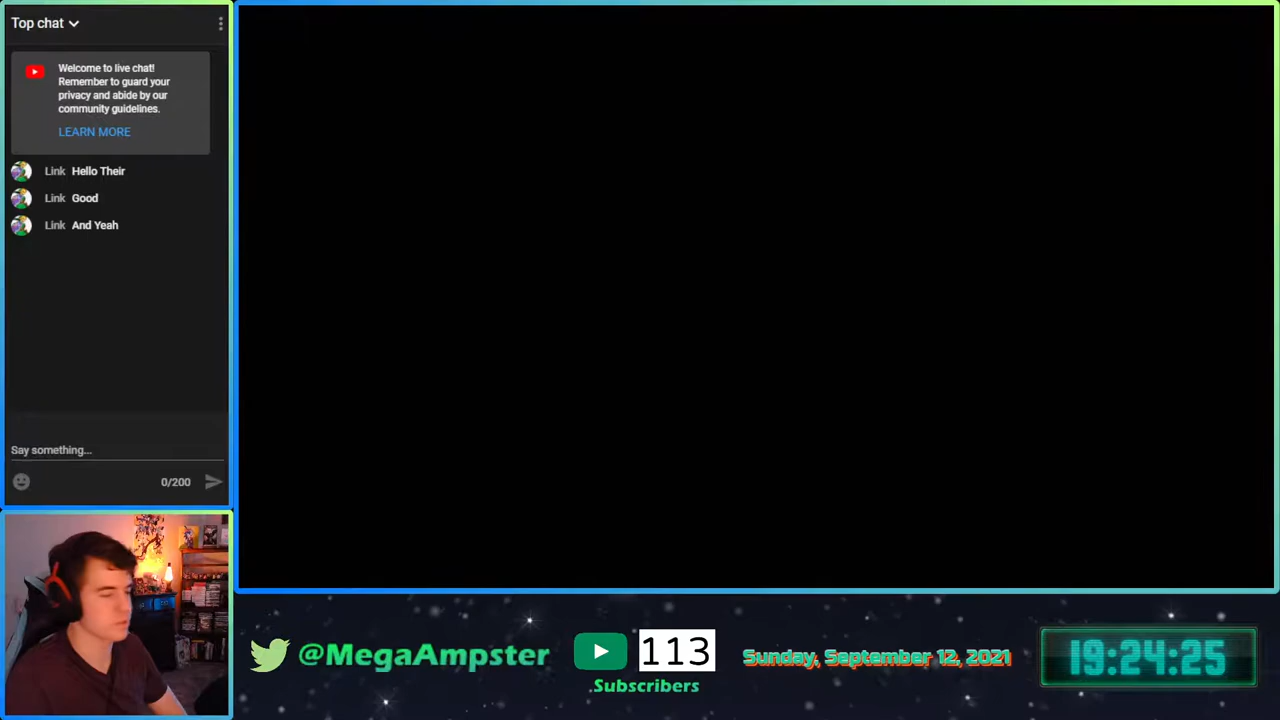 Top chat
Welcome to live chat!
Remember to guard your
privacy and abide by our
community guidelines.
LEARN MORE
Link Hello Their
Link Good
Link And Yeah
Say something...
0/200
@MegaAmpster
113
.Subscribers
Sunday, September 12, 2021
19:24:25